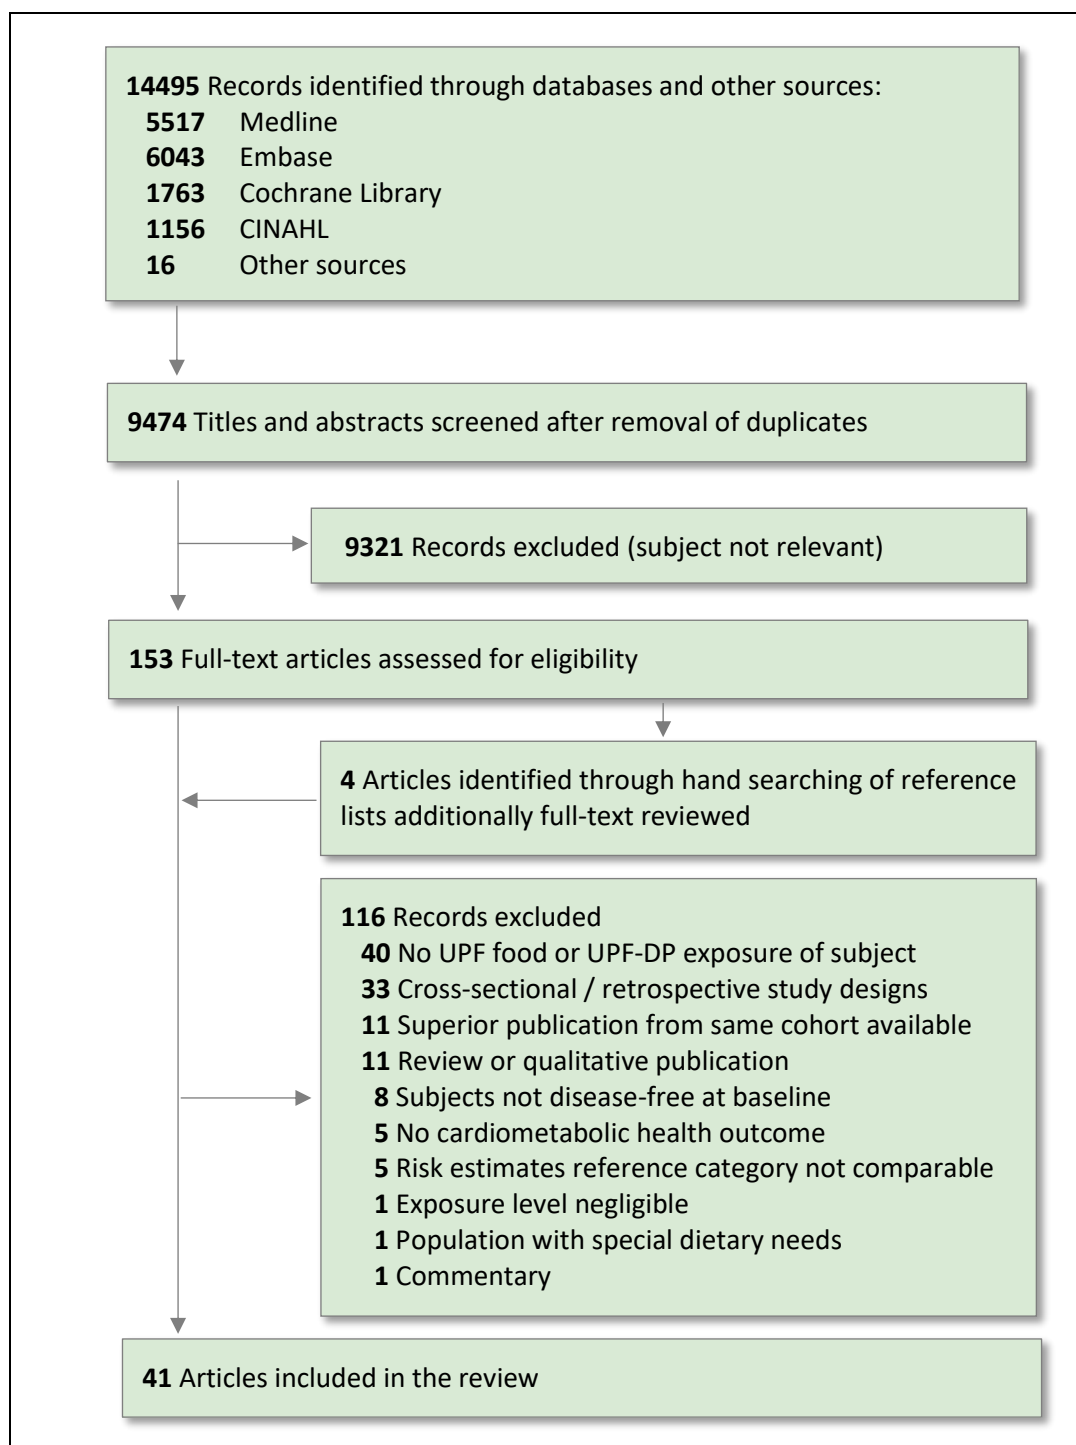 14495 Records identified through databases and other sources:
5517 Medline
6043 Embase
1763 Cochrane Library
1156 CINAHL
16 Other sources
9474 Titles and abstracts screened after removal of duplicates
9321 Records excluded (subject not relevant)
153 Full-text articles assessed for eligibility
4 Articles identified through hand searching of reference
lists additionally full-text reviewed
116 Records excluded
40 No UPF food or UPF-DP exposure of subject
33 Cross-sectional / retrospective study designs
11 Superior publication from same cohort available
11 Review or qualitative publication
8 Subjects not disease-free at baseline
5 No cardiometabolic health outcome
5 Risk estimates reference category not comparable
1 Exposure level negligible
1 Population with special dietary needs
1 Commentary
41 Articles included in the review